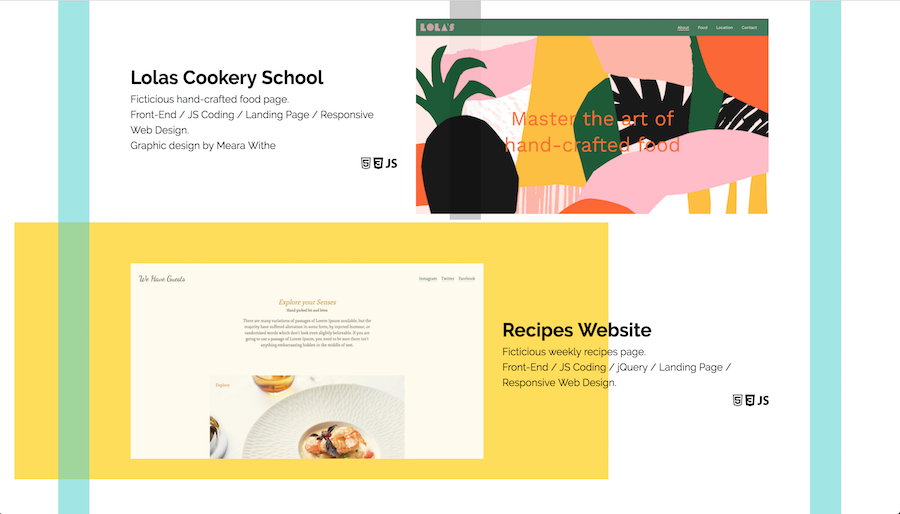 LOLA'S
About Food Location Contact
Lolas Cookery School
Ficticious hand-crafted food page.
Front-End / JS Coding / Landing Page / Responsive
Web Design.
Graphic design by Meara Withe
5 3 JS
Master the art of
hand-crafted food
We Have Guests
Instagram Twitter Facebook
Explore your Senses
Hand-picked bit and bites
There are many variations of passages of Lorem Ipsum available, but the
majority have suffered alteration in some form, by injected humour, or
randomised words which don't look even slightly believable. If you are
going to use a passage of Lorem Ipsum, you need to be sure there isn't
anything embarrassing hidden in the middle of text.
Explore
Recipes Website
Ficticious weekly recipes page.
Front-End / JS Coding / jQuery / Landing Page /
Responsive Web Design.
5 3 JS